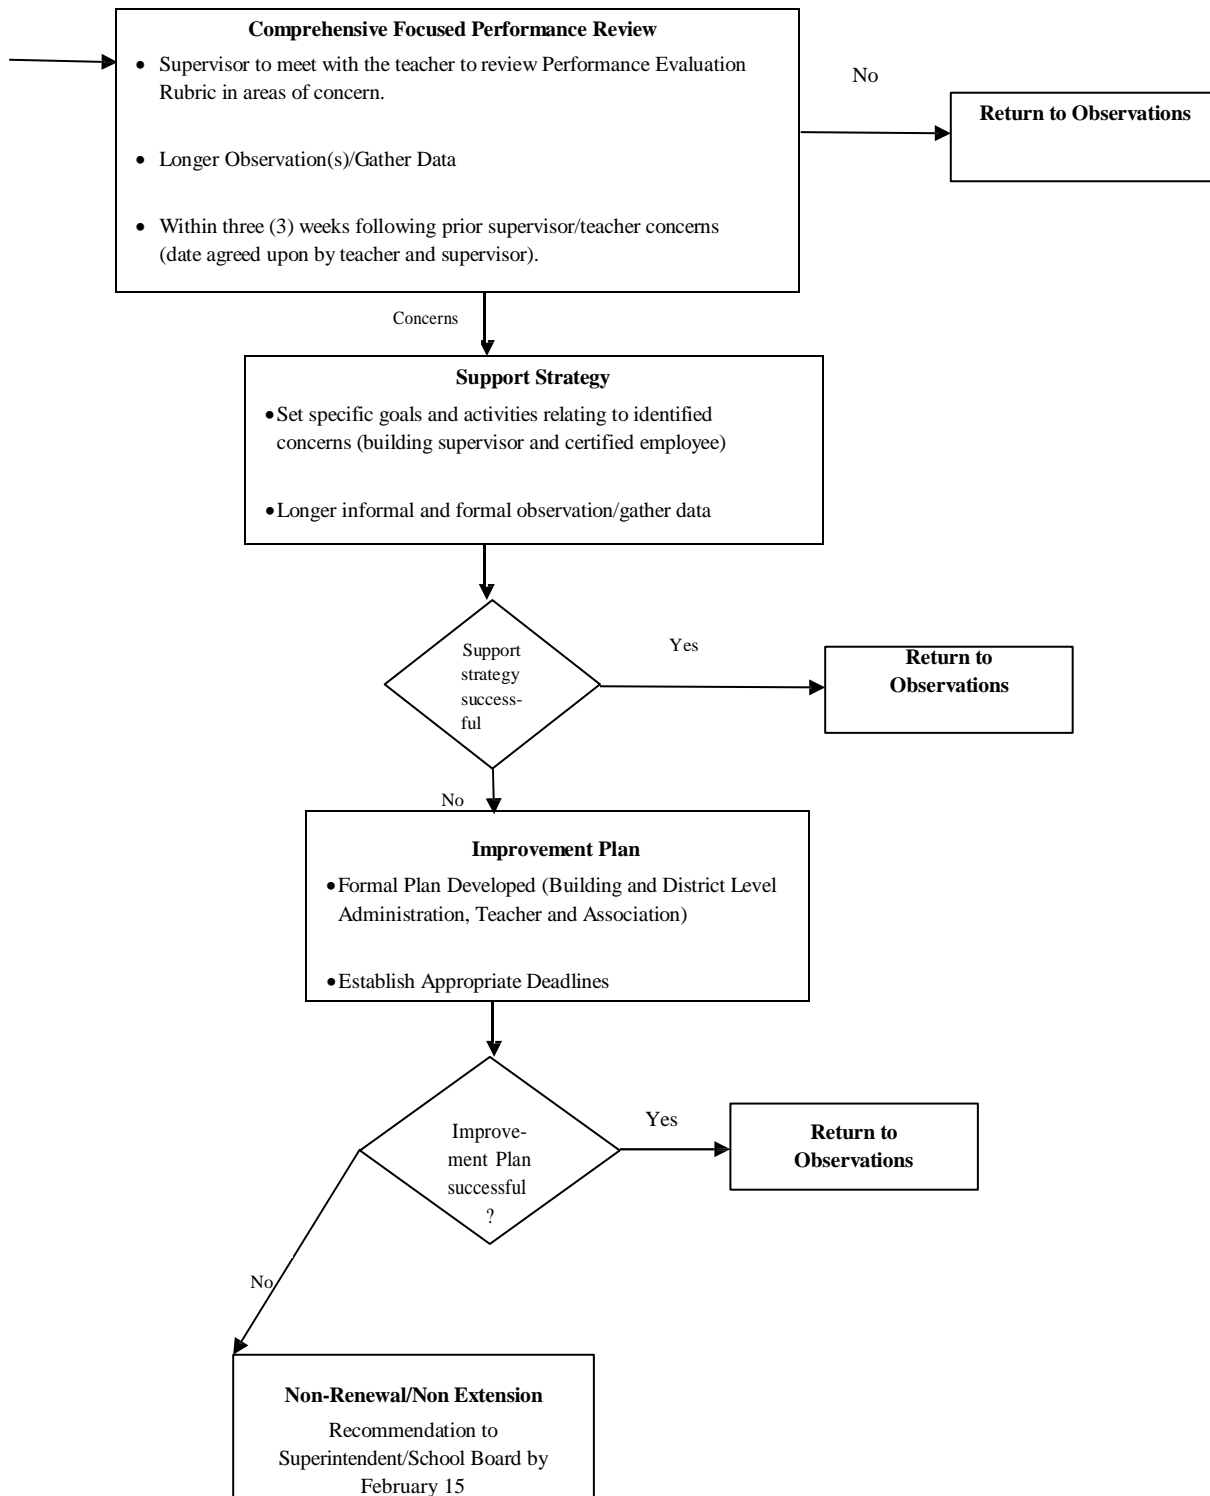 Comprehensive Focused Performance Review
• Supervisor to meet with the teacher to review Performance Evaluation
Rubric in areas of concern.
• Longer Observation(s)/Gather Data
• Within three (3) weeks following prior supervisor/teacher concerns
(date agreed upon by teacher and supervisor).
No
Return to Observations
Concerns
Support Strategy
•Set specific goals and activities relating to identified
concerns (building supervisor and certified employee)
•Longer informal and formal observation/gather data
Support
strategy
success-
ful
Yes
Return to
Observations
No
Improvement Plan
•Formal Plan Developed (Building and District Level
Administration, Teacher and Association)
•Establish Appropriate Deadlines
Improve-
ment Plan
successful
?
Yes
Return to
Observations
No
Non-Renewal/Non Extension
Recommendation to
Superintendent/School Board by
February 15